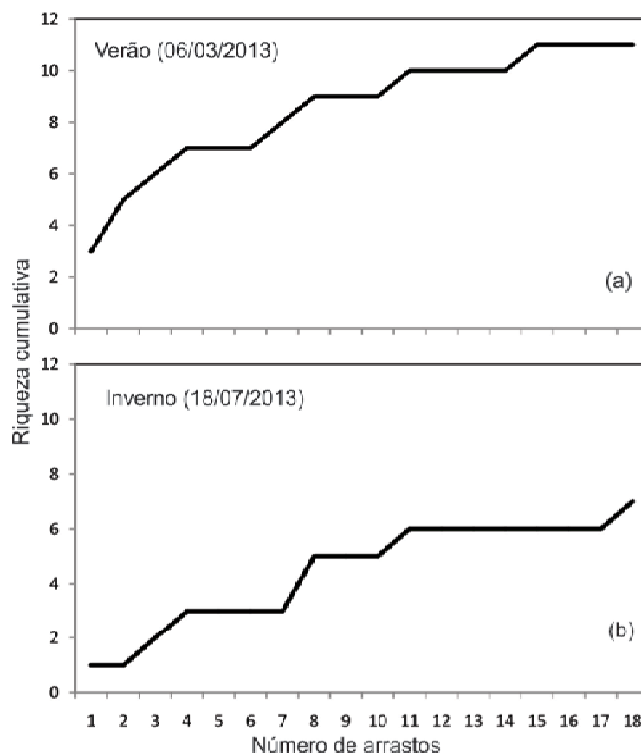 12
Verão (06/03/2013)
10
8
6
4
2
(a)
0
Riqueza cumulativa
12
Inverno (18/07/2013)
10
8
6
4
2
(b)
0
1 2 3 4 5 6 7 8 9 10 11 12 13 14 15 16 17 18
Número de arrastos